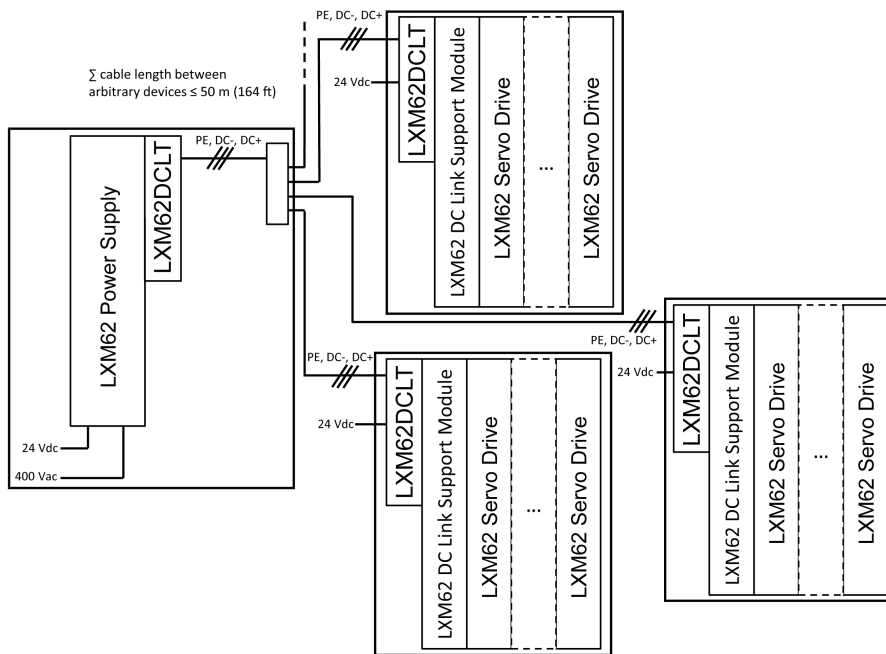 ∑ cable length between
arbitrary devices ≤ 50 m (164 ft)
LXM62 Power Supply
LXM62DCLT
PE, DC-, DC+
24 Vdc
400 Vac
PE, DC-, DC+
24 Vdc
LXM62DCLT
LXM62 DC Link Support Module
LXM62 Servo Drive
...
LXM62 Servo Drive
PE, DC-, DC+
24 Vdc
LXM62DCLT
LXM62 DC Link Support Module
LXM62 Servo Drive
...
LXM62 Servo Drive
PE, DC-, DC+
24 Vdc
LXM62DCLT
LXM62 DC Link Support Module
LXM62 Servo Drive
...
LXM62 Servo Drive